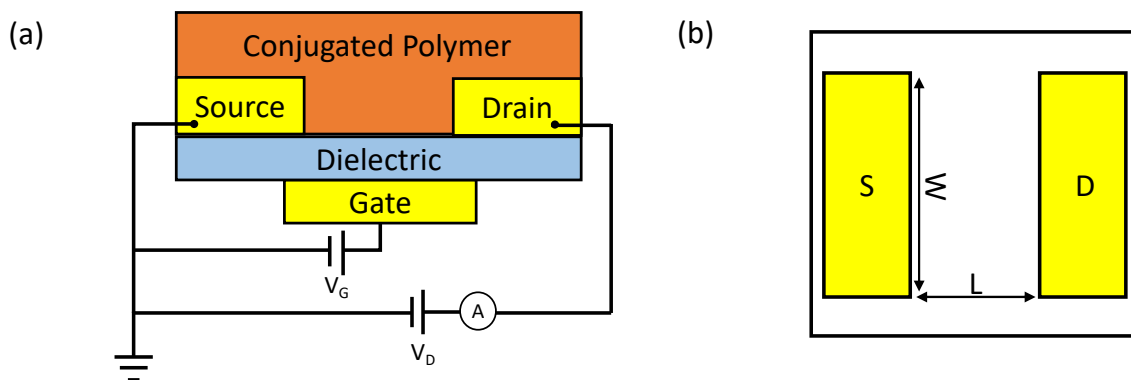 (a)
Conjugated Polymer
Source
Drain
Dielectric
Gate
V_G
A
V_D
(b)
S
W
D
L